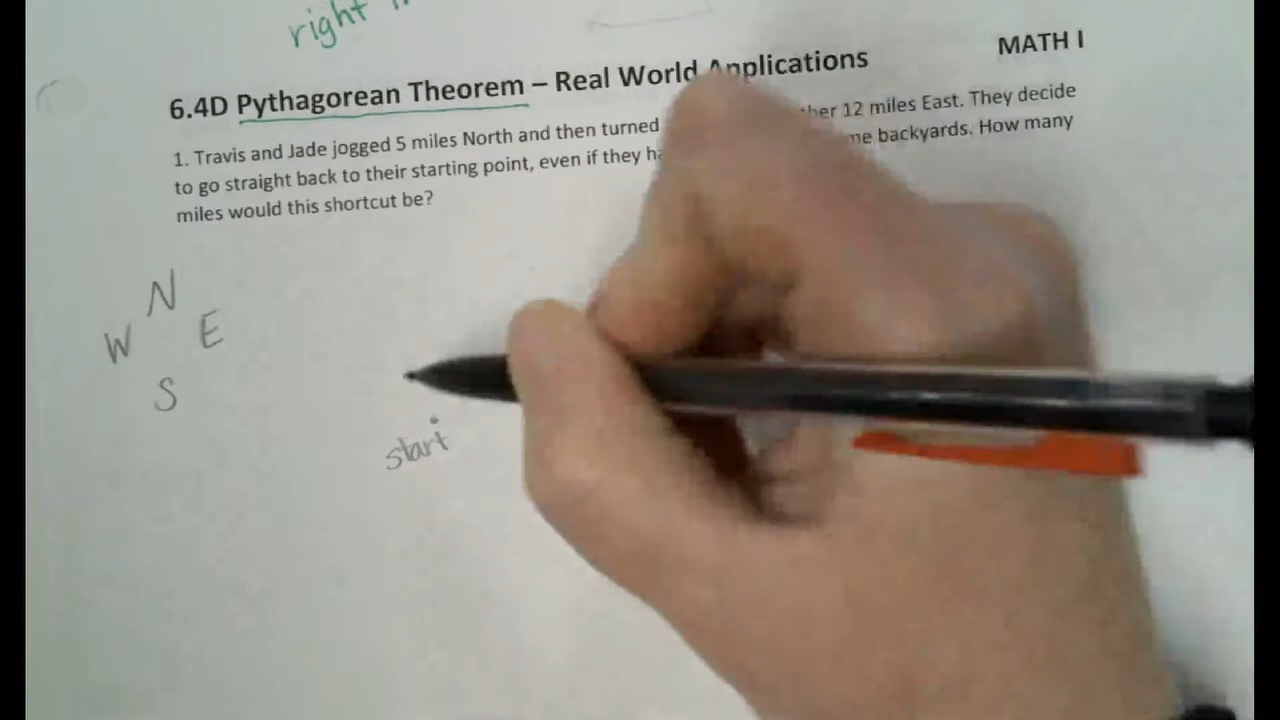 right
6.4D Pythagorean Theorem – Real World Applications
MATH I
1. Travis and Jade jogged 5 miles North and then turned 12 miles East. They decide
to go straight back to their starting point, even if they backyards. How many
miles would this shortcut be?
N
W E
S
start